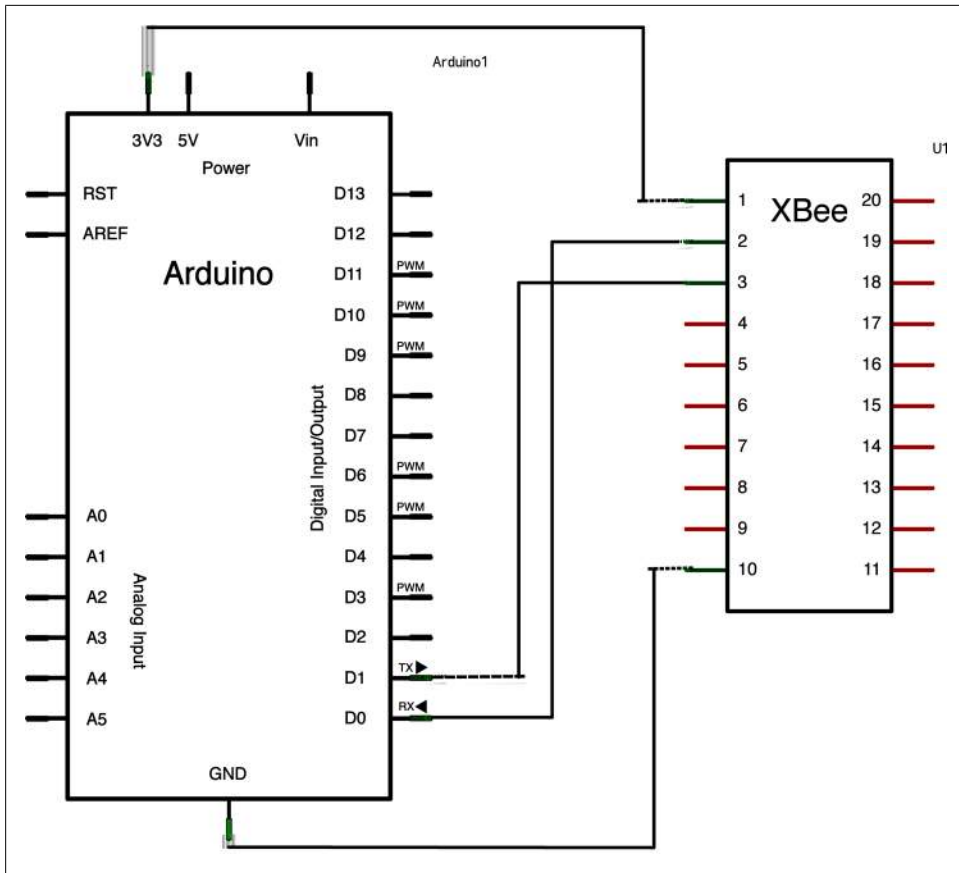 Arduino1
3V3 5V Vin
Power
RST
AREF
Arduino
D13
D12
D11 PWM
D10 PWM
D9 PWM
D8
D7
D6 PWM
D5 PWM
D4
D3 PWM
D2
D1 TX
D0 RX
Digital Input/Output
A0
A1
A2
A3
A4
A5
Analog Input
GND
U1
XBee
1 20
2 19
3 18
4 17
5 16
6 15
7 14
8 13
9 12
10 11